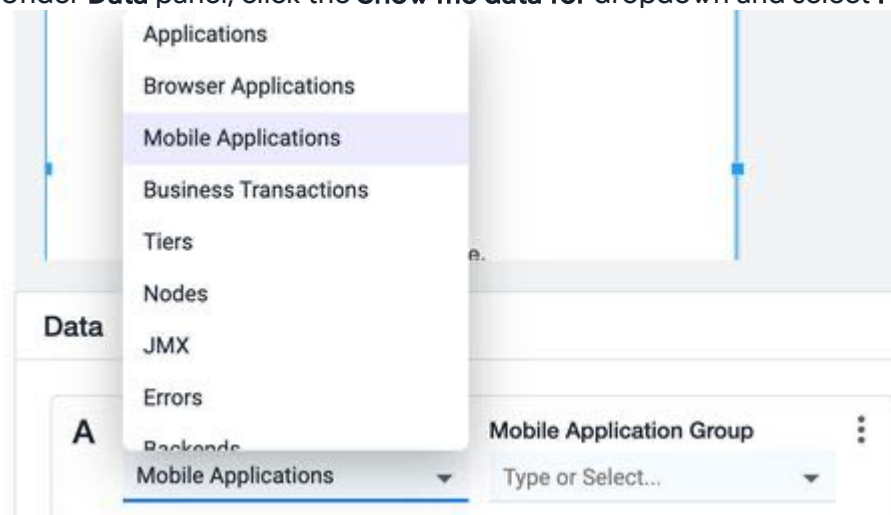 Under Data panel, click the Show me data for dropdown and select
Applications
Browser Applications
Mobile Applications
Business Transactions
Tiers
e.
Nodes
Data
JMX
Errors
A
Backends
Mobile Application Group
Mobile Applications
Type or Select...